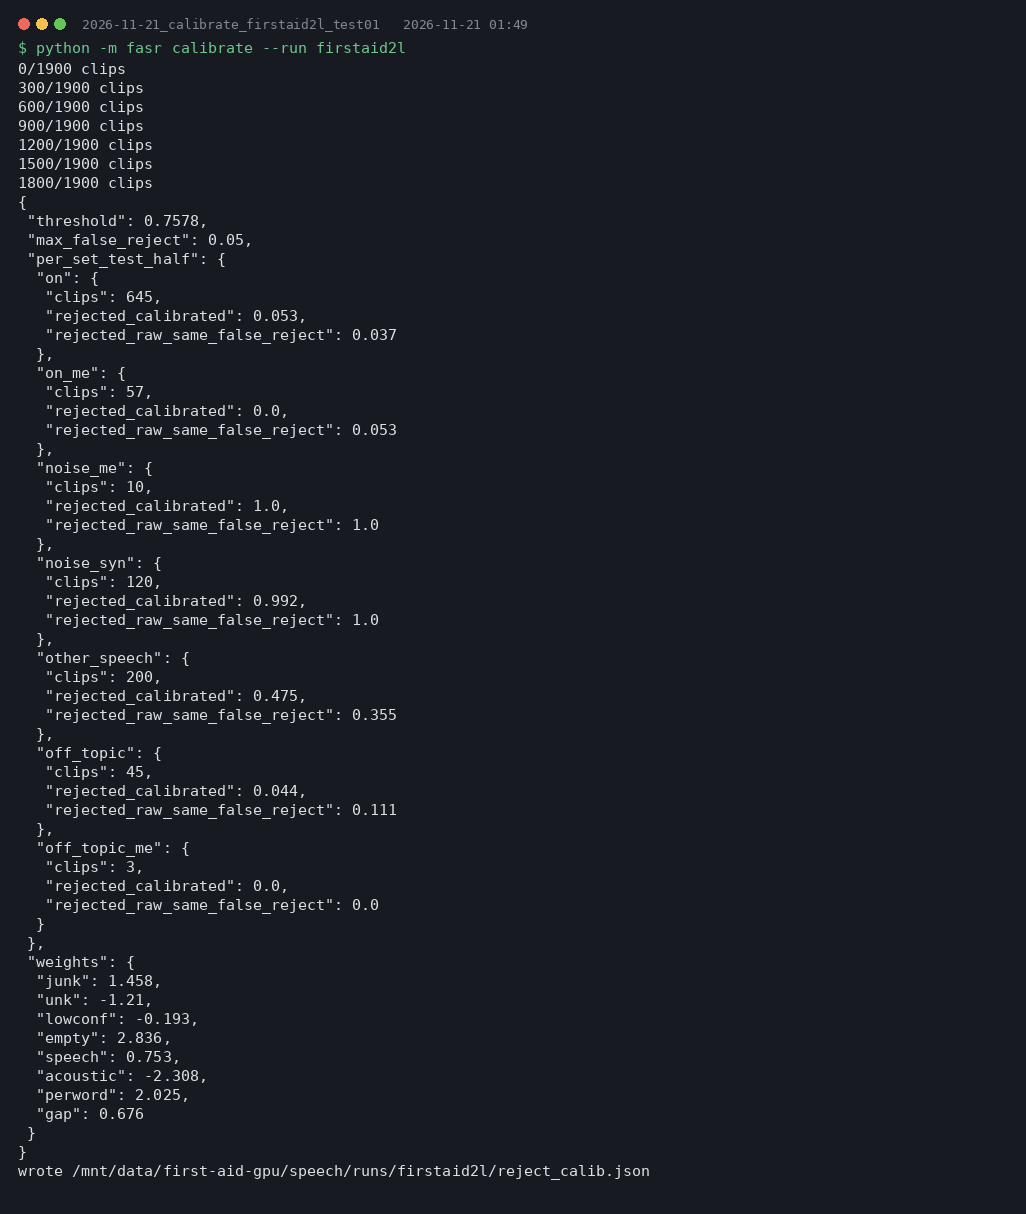 2026-11-21_calibrate_firstaid2l_test01   2026-11-21 01:49
$ python -m fasr calibrate --run firstaid2l
0/1900 clips
300/1900 clips
600/1900 clips
900/1900 clips
1200/1900 clips
1500/1900 clips
1800/1900 clips
{
 "threshold": 0.7578,
 "max_false_reject": 0.05,
 "per_set_test_half": {
  "on": {
   "clips": 645,
   "rejected_calibrated": 0.053,
   "rejected_raw_same_false_reject": 0.037
  },
  "on_me": {
   "clips": 57,
   "rejected_calibrated": 0.0,
   "rejected_raw_same_false_reject": 0.053
  },
  "noise_me": {
   "clips": 10,
   "rejected_calibrated": 1.0,
   "rejected_raw_same_false_reject": 1.0
  },
  "noise_syn": {
   "clips": 120,
   "rejected_calibrated": 0.992,
   "rejected_raw_same_false_reject": 1.0
  },
  "other_speech": {
   "clips": 200,
   "rejected_calibrated": 0.475,
   "rejected_raw_same_false_reject": 0.355
  },
  "off_topic": {
   "clips": 45,
   "rejected_calibrated": 0.044,
   "rejected_raw_same_false_reject": 0.111
  },
  "off_topic_me": {
   "clips": 3,
   "rejected_calibrated": 0.0,
   "rejected_raw_same_false_reject": 0.0
  }
 },
 "weights": {
  "junk": 1.458,
  "unk": -1.21,
  "lowconf": -0.193,
  "empty": 2.836,
  "speech": 0.753,
  "acoustic": -2.308,
  "perword": 2.025,
  "gap": 0.676
 }
}
wrote /mnt/data/first-aid-gpu/speech/runs/firstaid2l/reject_calib.json